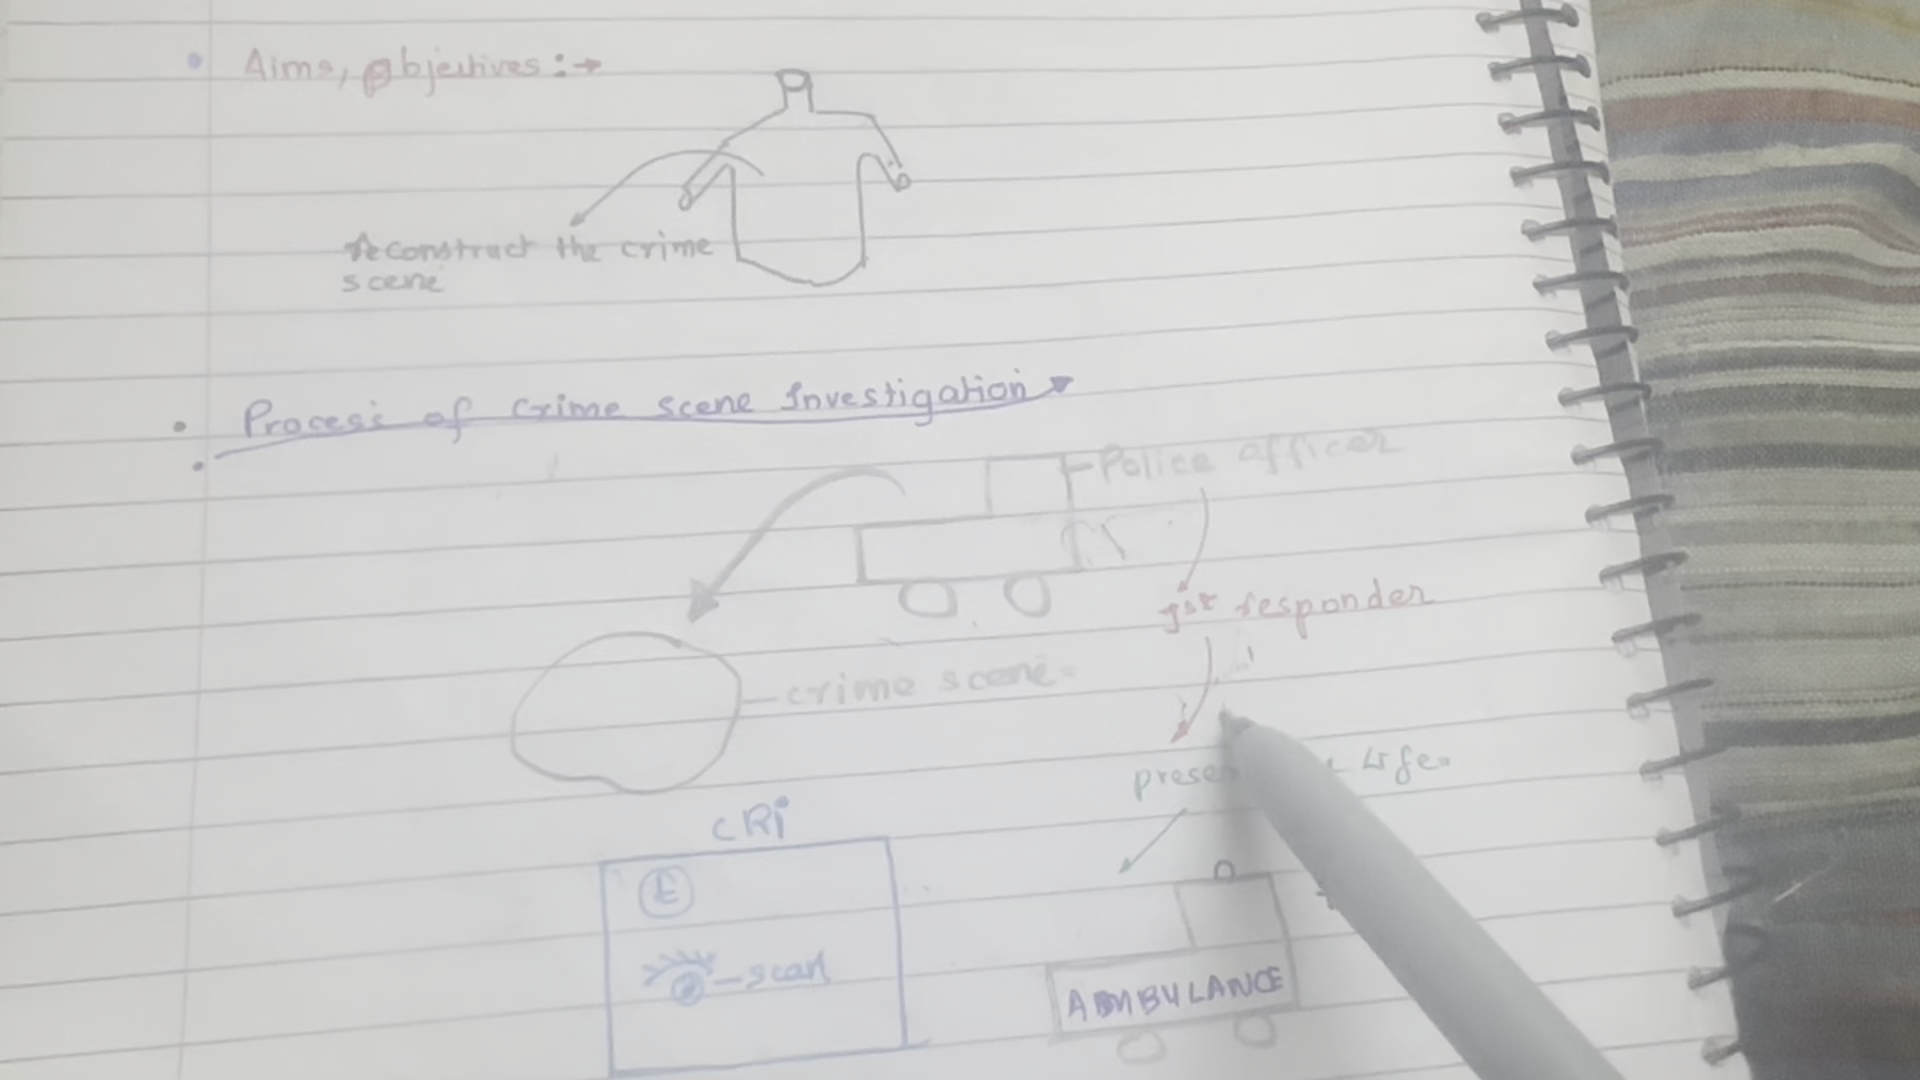 Aims, objectives :→
reconstruct the crime
scene
Process of crime scene Investigation
Police officer
1st responder
crime scene
Life
CRi
E
scan
AMBULANCE